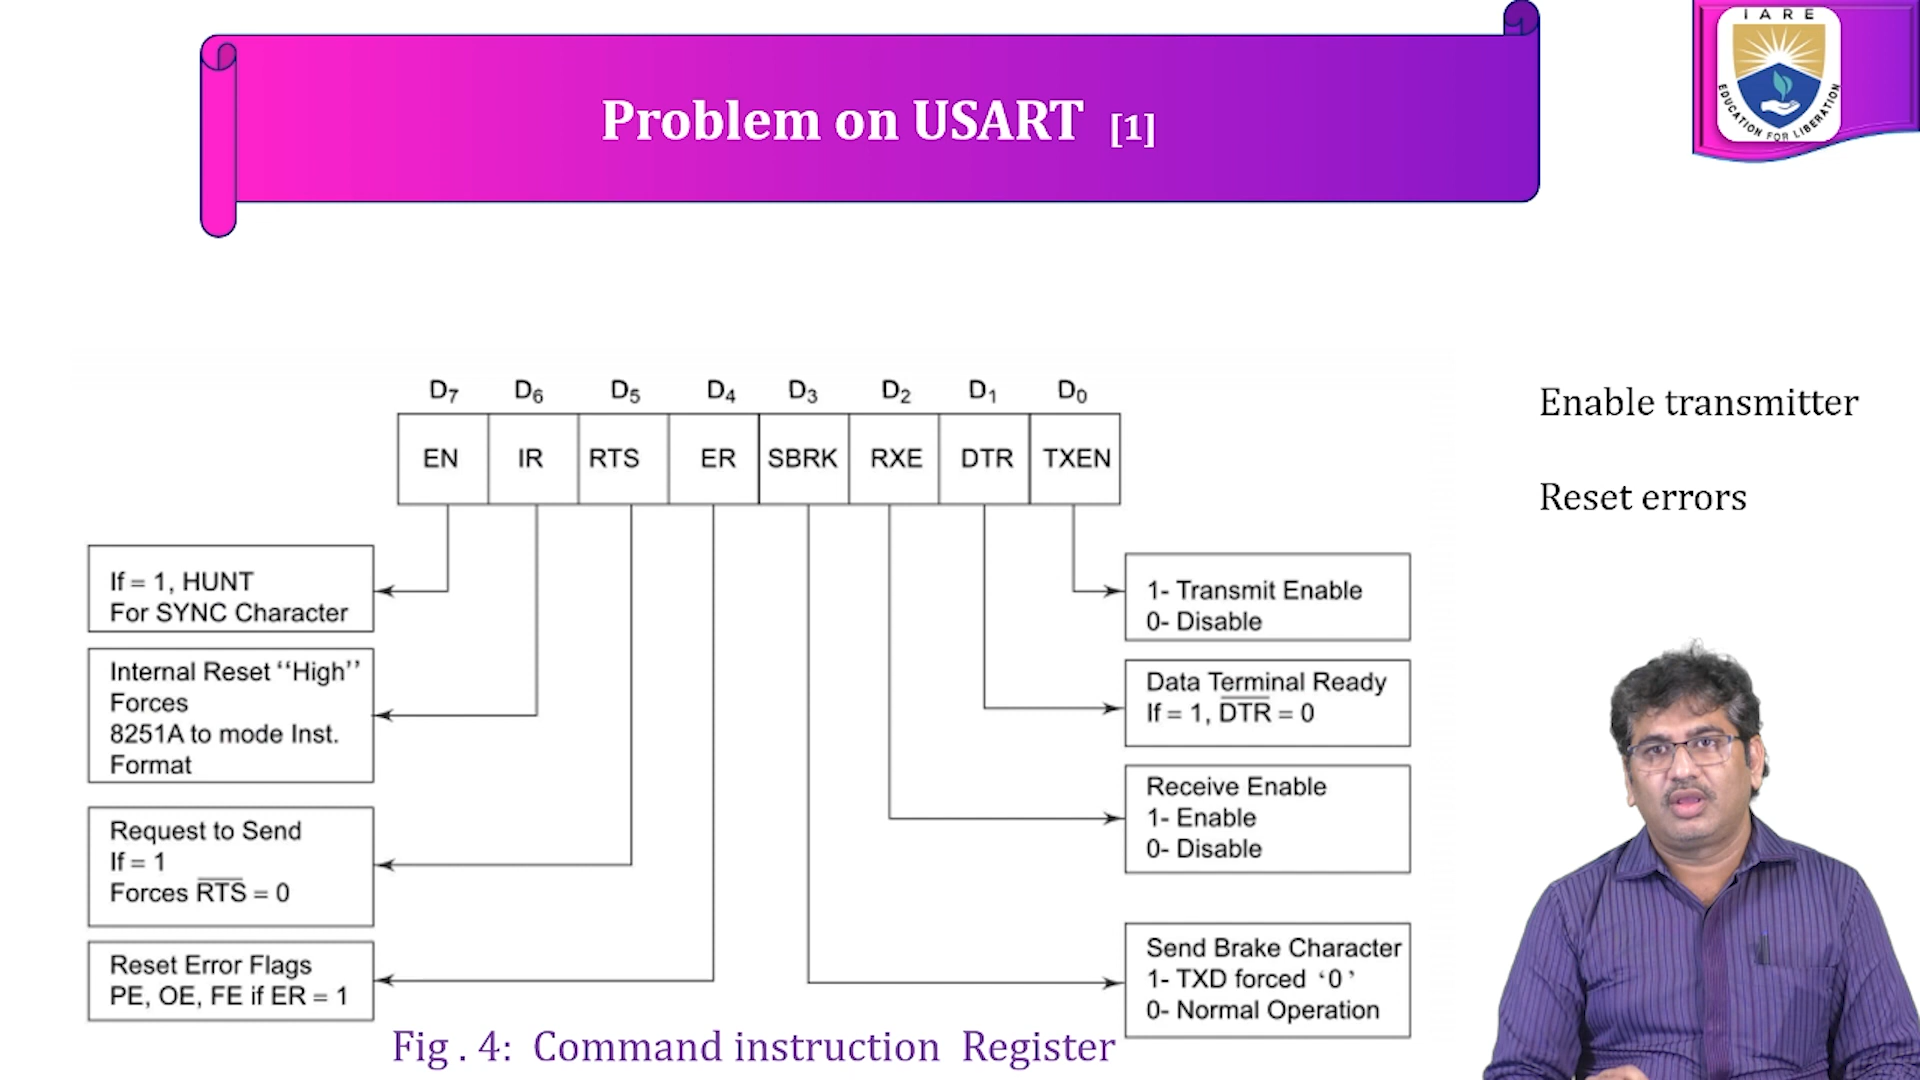 IARE
EDUCATION FOR LIBERATION
Problem on USART [1]
D7 D6 D5 D4 D3 D2 D1 D0
EN IR RTS ER SBRK RXE DTR TXEN
Enable transmitter
Reset errors
If = 1, HUNT
For SYNC Character
Internal Reset ‘‘High’’
Forces
8251A to mode Inst.
Format
Request to Send
If = 1
Forces R̅T̅S̅ = 0
Reset Error Flags
PE, OE, FE if ER = 1
1- Transmit Enable
0- Disable
Data Terminal Ready
If = 1, D̅T̅R̅ = 0
Receive Enable
1- Enable
0- Disable
Send Brake Character
1- TXD forced ‘0’
0- Normal Operation
Fig . 4: Command instruction Register